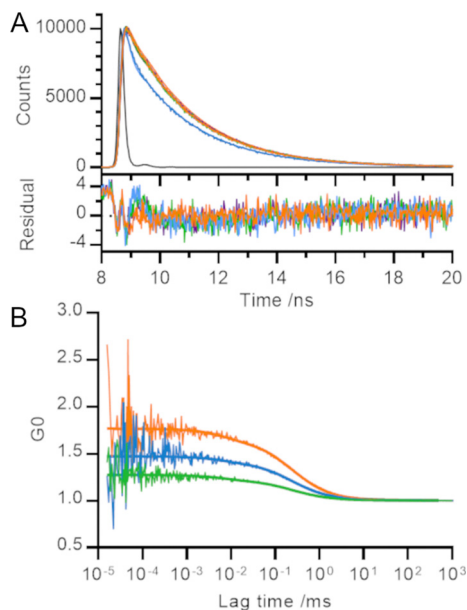 A
10000
5000
0
Counts
4
0
-4
Residual
8 10 12 14 16 18 20
Time /ns
B
3.0
2.5
2.0
1.5
1.0
0.5
G0
10⁻⁵ 10⁻⁴ 10⁻³ 10⁻² 10⁻¹ 10⁰ 10¹ 10² 10³
Lag time /ms